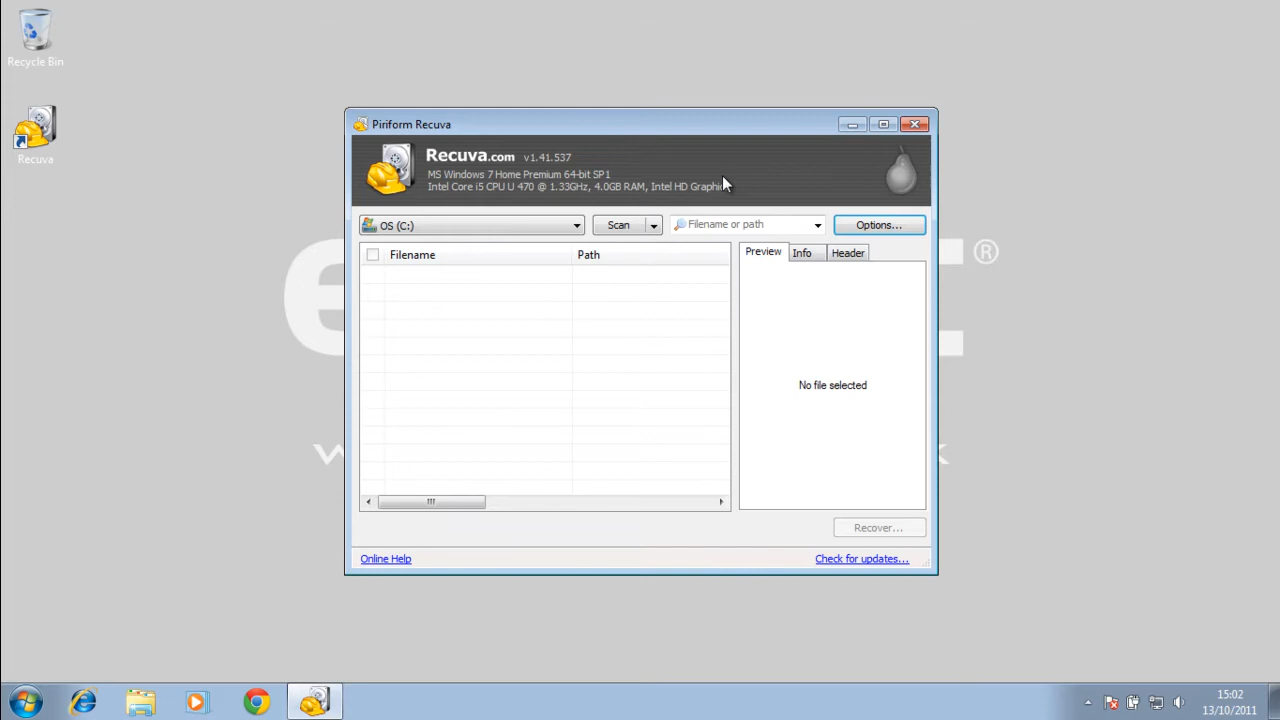 Recycle Bin
Recuva
Piriform Recuva
Recuva.com v1.41.537
MS Windows 7 Home Premium 64-bit SP1
Intel Core i5 CPU U 470 @ 1.33GHz, 4.0GB RAM, Intel HD Graphic
OS (C:)
Scan
Filename or path
Options...
Filename
Path
Preview
Info
Header
No file selected
Recover...
Online Help
Check for updates...
®
15:02
13/10/2011